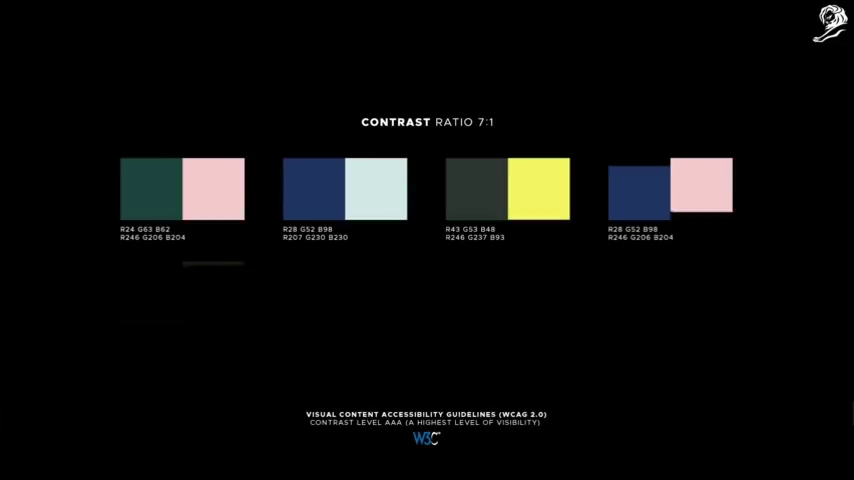 CONTRAST RATIO 7:1
R24 G63 B62
R246 G206 B204
R28 G52 B98
R207 G230 B230
R43 G53 B48
R246 G237 B93
R28 G52 B98
R246 G206 B204
VISUAL CONTENT ACCESSIBILITY GUIDELINES (WCAG 2.0)
CONTRAST LEVEL AAA (A HIGHEST LEVEL OF VISIBILITY)
W3C